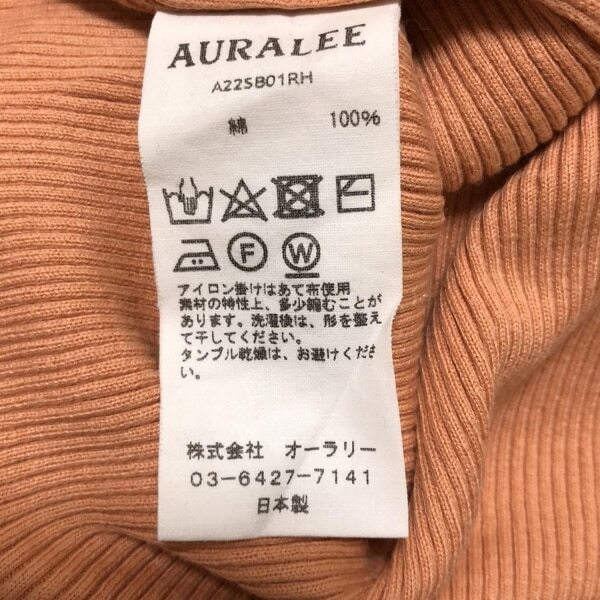 AURALEE
A22SB01RH
綿 100%
F W
アイロン掛けはあて布使用
素材の特性上、多少縮むことが
あります。洗濯後は、形を整え
て干してください。
タンブル乾燥は、お避けくださ
い。
株式会社 オーラリー
03-6427-7141
日本製